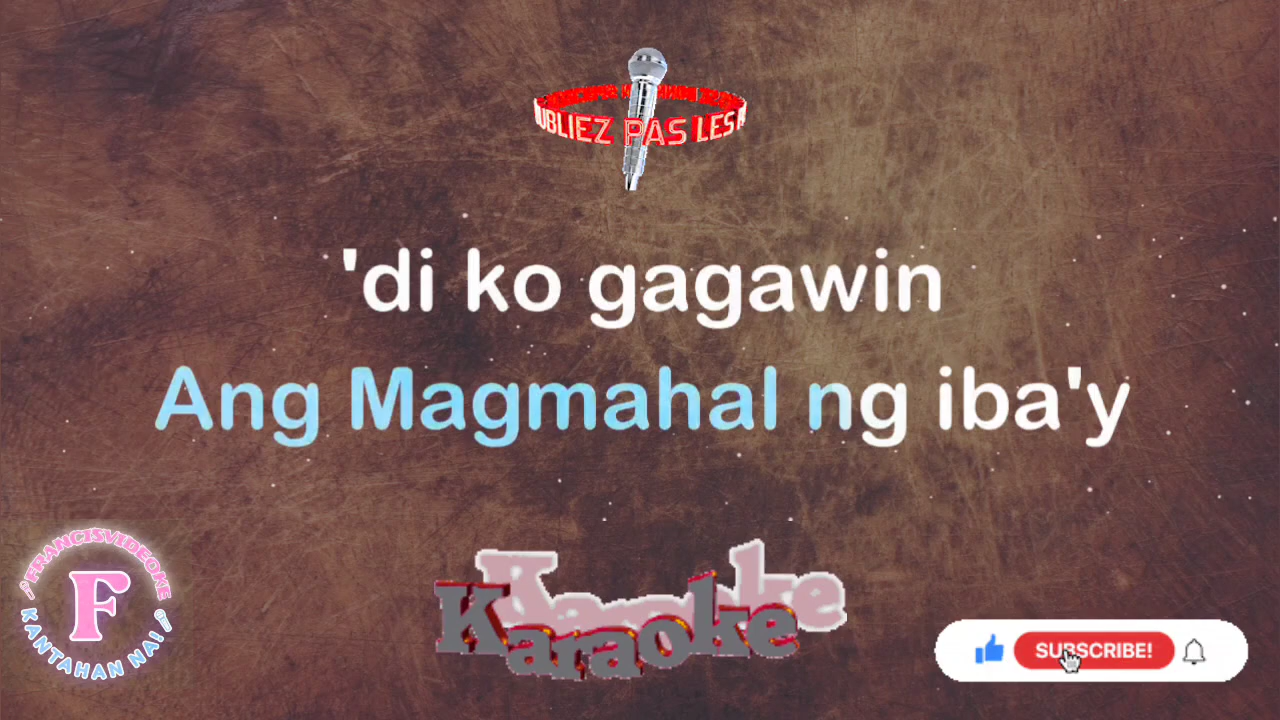 UBLIEZ PAS LES
'di ko gagawin
Ang Magmahal ng iba'y
FRANCISVIDEOKE
F
KANTAHAN NA!
Karaoke
SUBSCRIBE!